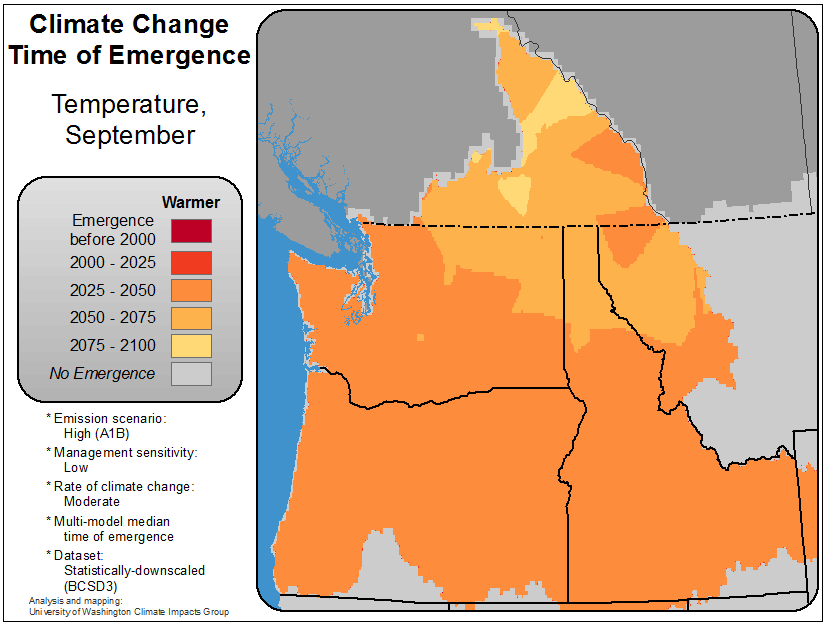 Climate Change
Time of Emergence
Temperature,
September
Warmer
Emergence
before 2000
2000 - 2025
2025 - 2050
2050 - 2075
2075 - 2100
No Emergence
* Emission scenario:
High (A1B)
* Management sensitivity:
Low
* Rate of climate change:
Moderate
* Multi-model median
time of emergence
* Dataset:
Statistically-downscaled
(BCSD3)
Analysis and mapping:
University of Washington Climate Impacts Group